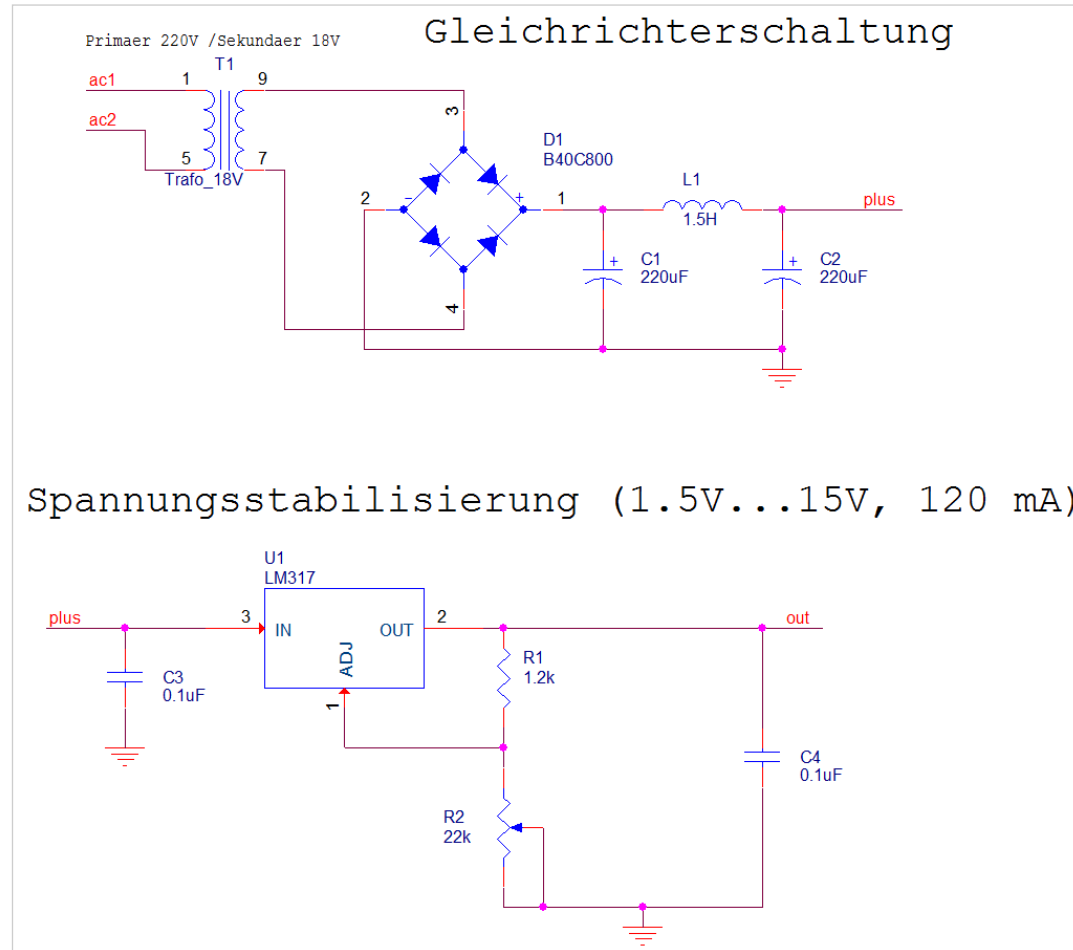 Gleichrichterschaltung
Primaer 220V /Sekundaer 18V
T1
ac1
1
9
ac2
5
7
Trafo_18V
3
D1
B40C800
2
-
+
1
4
L1
1.5H
plus
+
C1
220uF
+
C2
220uF
Spannungsstabilisierung (1.5V...15V, 120 mA)
U1
LM317
plus
3
IN
OUT
2
out
ADJ
1
C3
0.1uF
R1
1.2k
R2
22k
C4
0.1uF